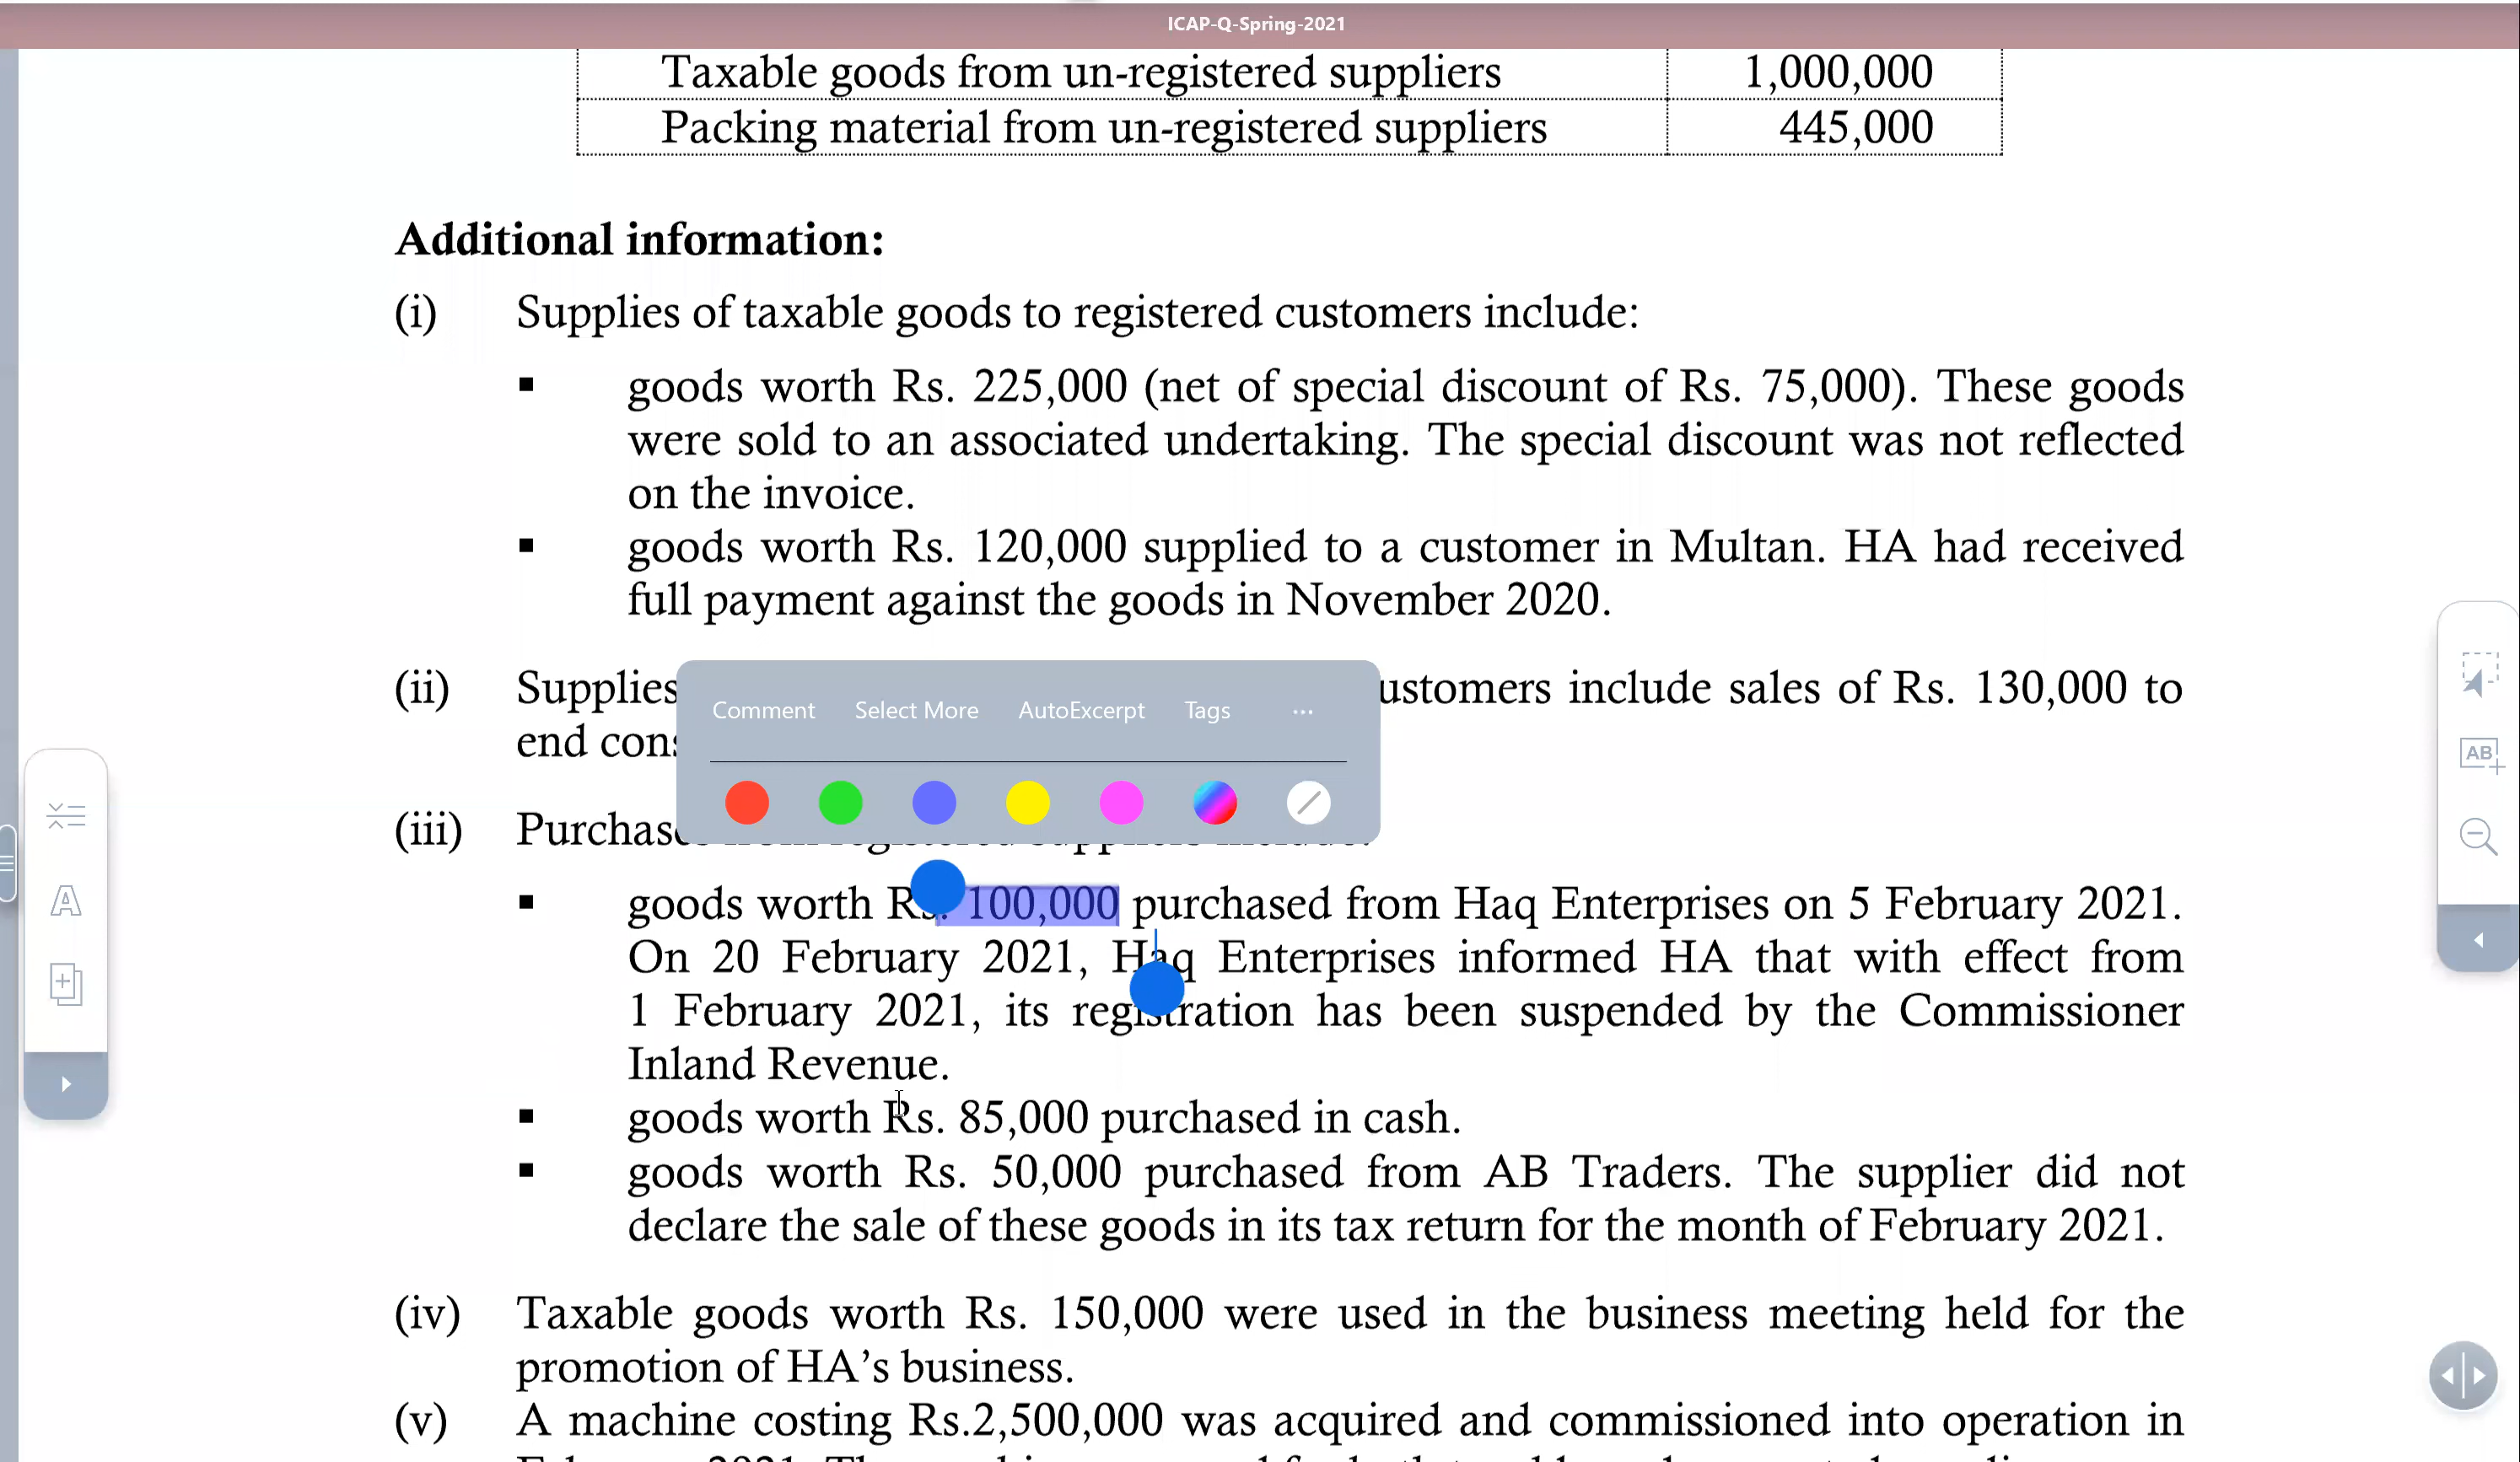 ICAP-Q-Spring-2021
Taxable goods from un-registered suppliers 1,000,000
Packing material from un-registered suppliers 445,000
Additional information:
(i) Supplies of taxable goods to registered customers include:
▪ goods worth Rs. 225,000 (net of special discount of Rs. 75,000). These goods
were sold to an associated undertaking. The special discount was not reflected
on the invoice.
▪ goods worth Rs. 120,000 supplied to a customer in Multan. HA had received
full payment against the goods in November 2020.
(ii) Supplies ustomers include sales of Rs. 130,000 to
end cons
Comment Select More AutoExcerpt Tags ...
(iii) Purchas
▪ goods worth Rs. 100,000 purchased from Haq Enterprises on 5 February 2021.
On 20 February 2021, Haq Enterprises informed HA that with effect from
1 February 2021, its registration has been suspended by the Commissioner
Inland Revenue.
▪ goods worth Rs. 85,000 purchased in cash.
▪ goods worth Rs. 50,000 purchased from AB Traders. The supplier did not
declare the sale of these goods in its tax return for the month of February 2021.
(iv) Taxable goods worth Rs. 150,000 were used in the business meeting held for the
promotion of HA's business.
(v) A machine costing Rs.2,500,000 was acquired and commissioned into operation in
A
AB